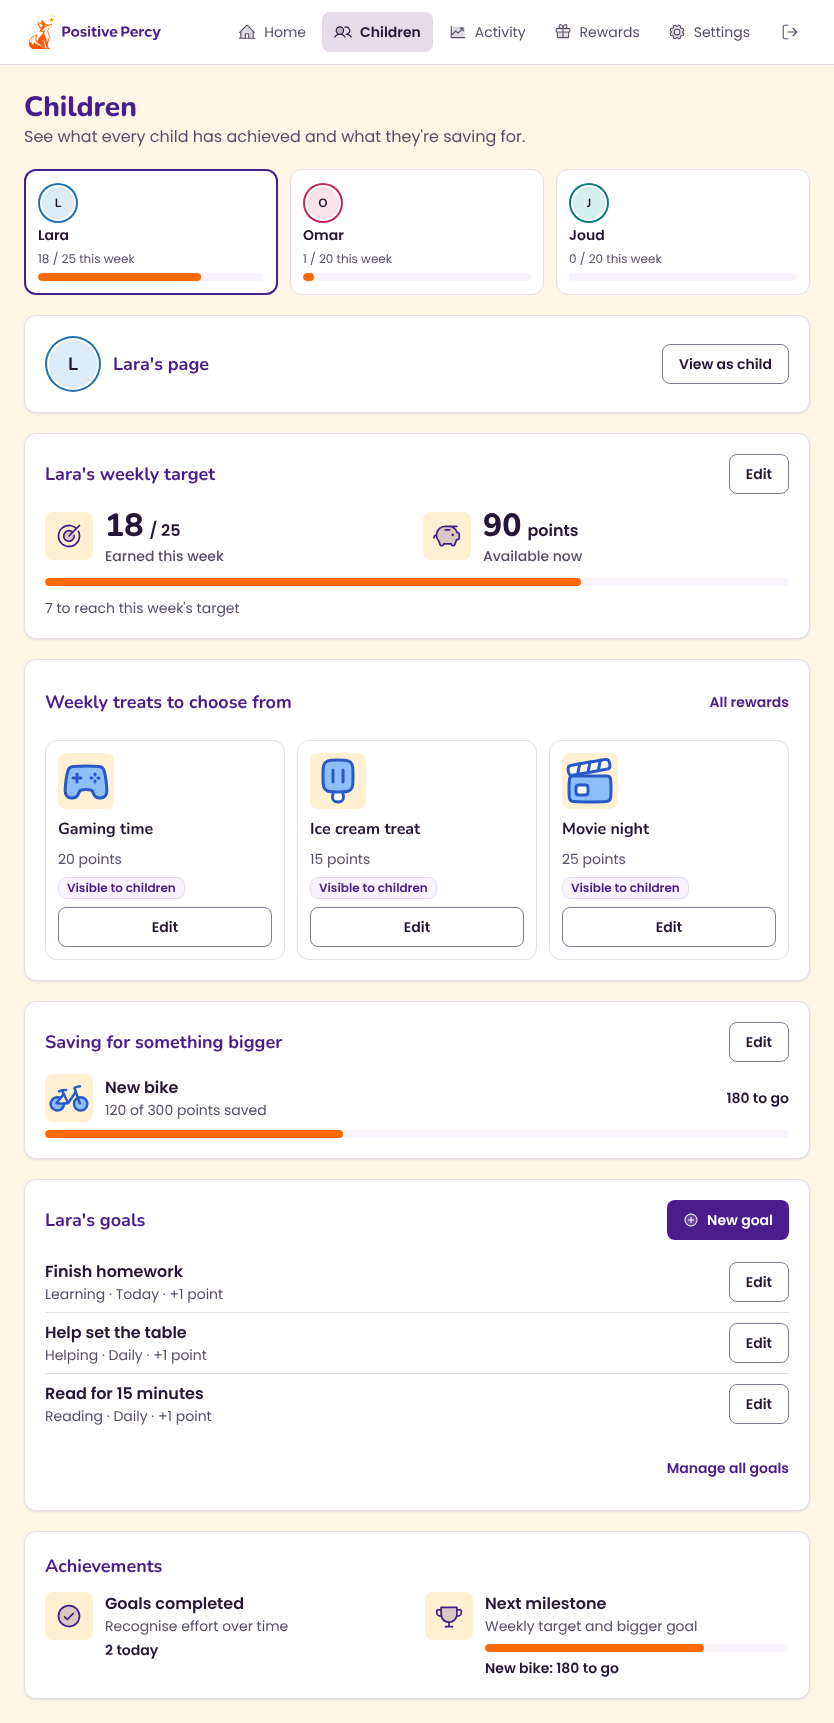 Positive Percy
Home
Children
Activity
Rewards
Settings
Children
See what every child has achieved and what they're saving for.
L
Lara
18 / 25 this week
O
Omar
1 / 20 this week
J
Joud
0 / 20 this week
L
Lara's page
View as child
Lara's weekly target
Edit
18 / 25
Earned this week
90 points
Available now
7 to reach this week's target
Weekly treats to choose from
All rewards
Gaming time
20 points
Visible to children
Edit
Ice cream treat
15 points
Visible to children
Edit
Movie night
25 points
Visible to children
Edit
Saving for something bigger
Edit
New bike
120 of 300 points saved
180 to go
Lara's goals
New goal
Finish homework
Learning · Today · +1 point
Edit
Help set the table
Helping · Daily · +1 point
Edit
Read for 15 minutes
Reading · Daily · +1 point
Edit
Manage all goals
Achievements
Goals completed
Recognise effort over time
2 today
Next milestone
Weekly target and bigger goal
New bike: 180 to go